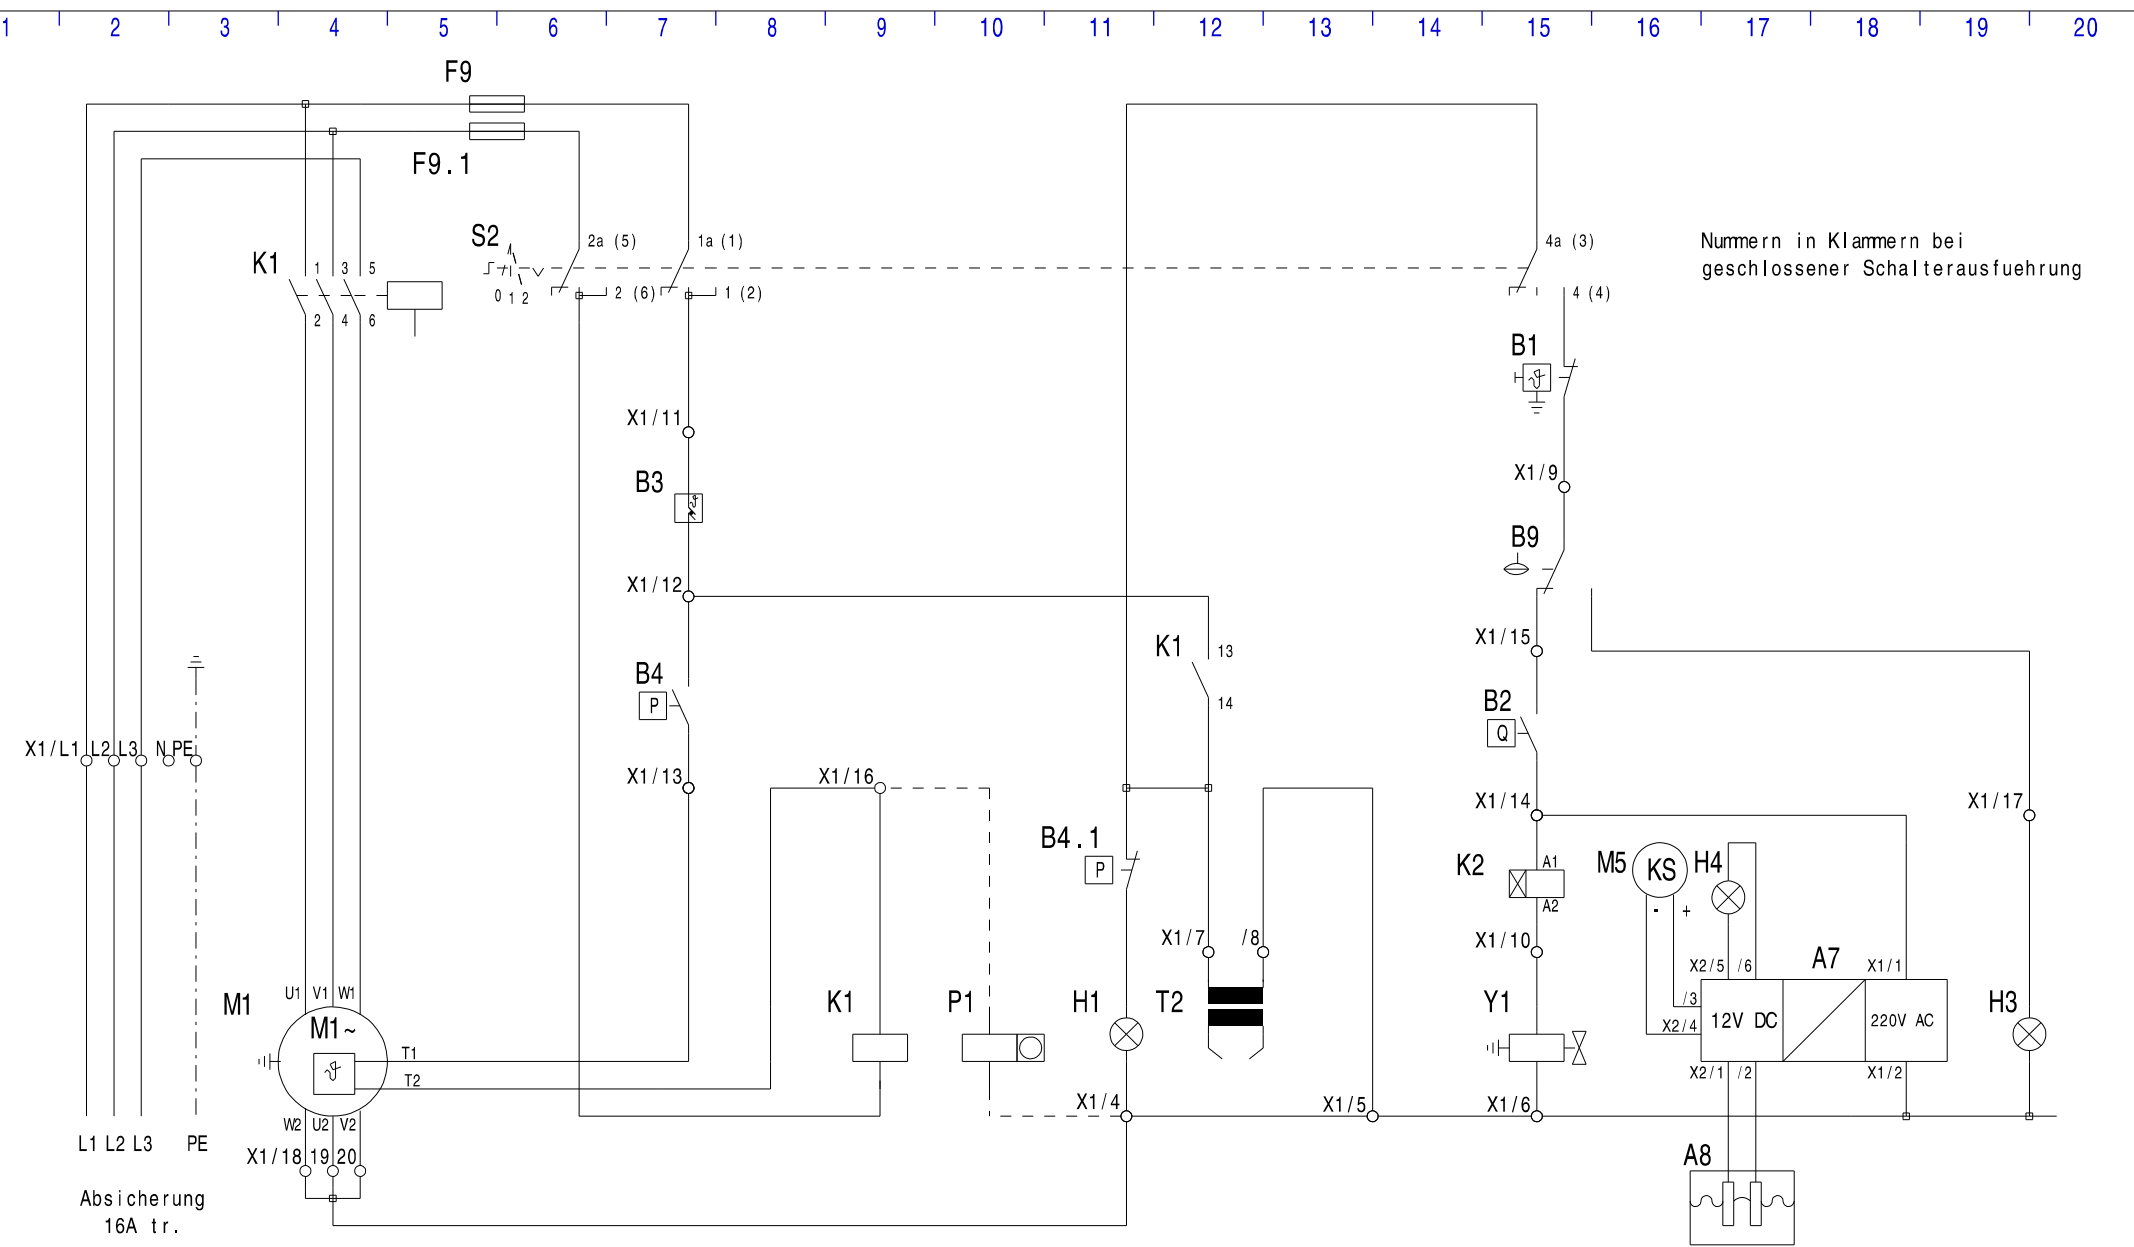 1 2 3 4 5 6 7 8 9 10 11 12 13 14 15 16 17 18 19 20
F9
F9.1
S2
2a (5)
1a (1)
4a (3)
Nummern in Klammern bei
geschlossener Schalterausfuehrung
K1
1 3 5
0 1 2
2 (6)
1 (2)
4 (4)
2 4 6
B1
X1/11
X1/9
B3
B9
X1/12
X1/15
K1
13
14
B4
P
B2
Q
X1/L1 L2 L3 N PE
X1/13
X1/16
X1/14
X1/17
B4.1
P
K2
A1
A2
M5
KS
- +
H4
X1/7 /8
X1/10
X2/5 /6
A7
X1/1
M1
U1 V1 W1
M1~
K1
P1
H1
T2
Y1
/3
X2/4
12V DC
220V AC
H3
T1
T2
X2/1 /2
X1/2
X1/4
X1/5
X1/6
W2 U2 V2
L1 L2 L3 PE
X1/18 19 20
A8
Absicherung
16A tr.